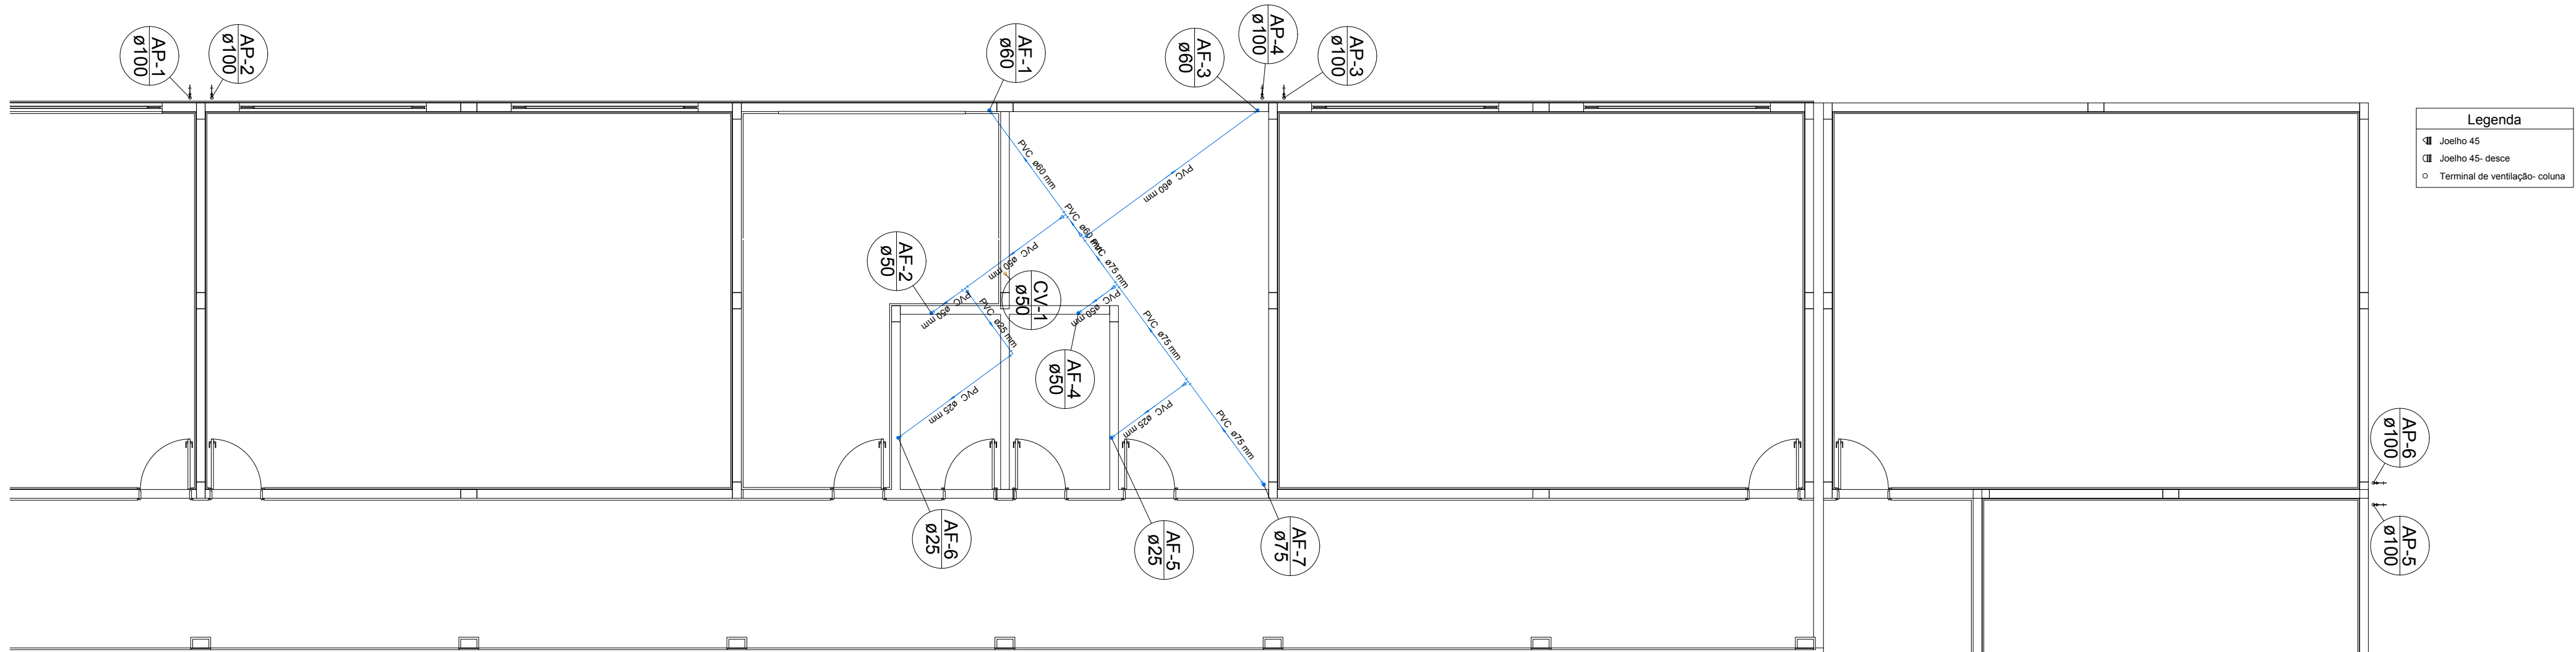 AP-1
ø100
AP-2
ø100
AF-1
ø60
AF-3
ø60
AP-4
ø100
AP-3
ø100
Legenda
Joelho 45
Joelho 45- desce
Terminal de ventilação- coluna
PVC ø60 mm
PVC ø60 mm
PVC ø60 mm
PVC ø75 mm
PVC ø50 mm
AF-2
ø50
CV-1
ø50
PVC ø50 mm
PVC ø25 mm
PVC ø50 mm
PVC ø75 mm
AF-4
ø50
PVC ø25 mm
PVC ø25 mm
PVC ø75 mm
AF-6
ø25
AF-5
ø25
AF-7
ø75
AP-6
ø100
AP-5
ø100